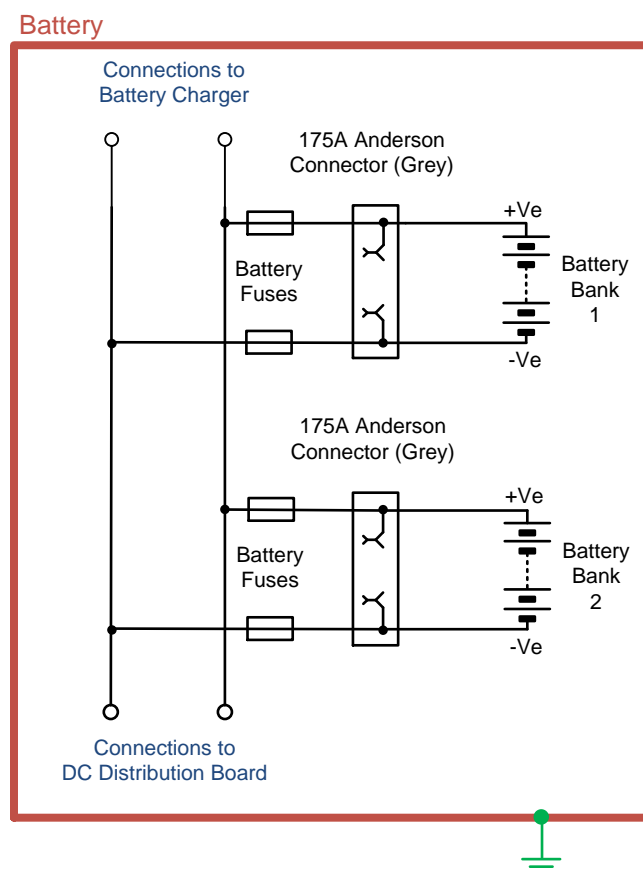 Battery
Connections to
Battery Charger
175A Anderson
Connector (Grey)
+Ve
Battery
Fuses
Battery
Bank
1
-Ve
175A Anderson
Connector (Grey)
+Ve
Battery
Fuses
Battery
Bank
2
-Ve
Connections to
DC Distribution Board